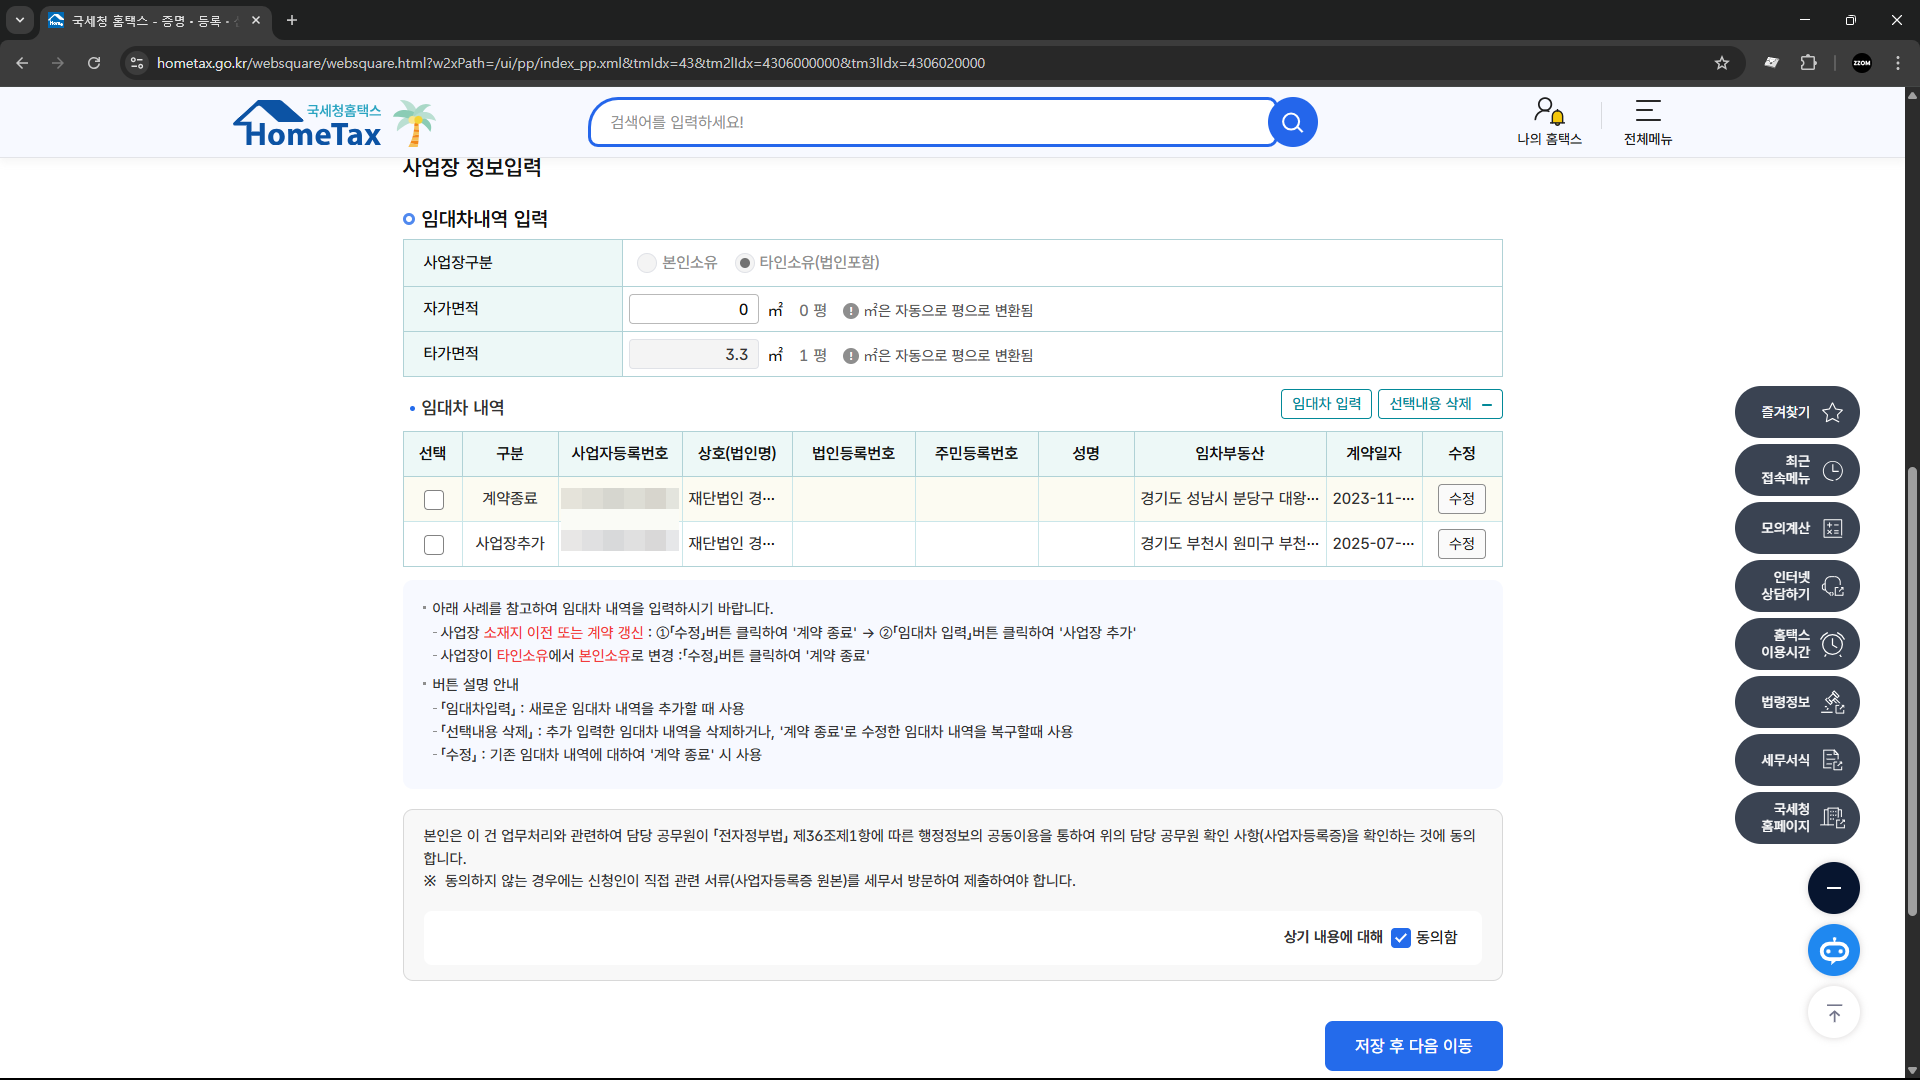 국세청 홈택스 - 증명 · 등록 ·
hometax.go.kr/websquare/websquare.html?w2xPath=/ui/pp/index_pp.xml&tmIdx=43&tm2lIdx=4306000000&tm3lIdx=4306020000
ZZOM
국세청홈택스
HomeTax
검색어를 입력하세요!
나의 홈택스
전체메뉴
사업장 정보입력
임대차내역 입력
사업장구분 본인소유 타인소유(법인포함)
자가면적 0 ㎡ 0 평 ㎡은 자동으로 평으로 변환됨
타가면적 3.3 ㎡ 1 평 ㎡은 자동으로 평으로 변환됨
임대차 내역 임대차 입력 선택내용 삭제
선택 구분 사업자등록번호 상호(법인명) 법인등록번호 주민등록번호 성명 임차부동산 계약일자 수정
계약종료 재단법인 경… 경기도 성남시 분당구 대왕… 2023-11-… 수정
사업장추가 재단법인 경… 경기도 부천시 원미구 부천… 2025-07-… 수정
· 아래 사례를 참고하여 임대차 내역을 입력하시기 바랍니다.
- 사업장 소재지 이전 또는 계약 갱신 : ①「수정」버튼 클릭하여 '계약 종료' → ②「임대차 입력」버튼 클릭하여 '사업장 추가'
- 사업장이 타인소유에서 본인소유로 변경 :「수정」버튼 클릭하여 '계약 종료'
· 버튼 설명 안내
- 「임대차입력」 : 새로운 임대차 내역을 추가할 때 사용
- 「선택내용 삭제」 : 추가 입력한 임대차 내역을 삭제하거나, '계약 종료'로 수정한 임대차 내역을 복구할때 사용
- 「수정」 : 기존 임대차 내역에 대하여 '계약 종료' 시 사용
본인은 이 건 업무처리와 관련하여 담당 공무원이 「전자정부법」 제36조제1항에 따른 행정정보의 공동이용을 통하여 위의 담당 공무원 확인 사항(사업자등록증)을 확인하는 것에 동의
합니다.
※ 동의하지 않는 경우에는 신청인이 직접 관련 서류(사업자등록증 원본)를 세무서 방문하여 제출하여야 합니다.
상기 내용에 대해 동의함
저장 후 다음 이동
즐겨찾기
최근
접속메뉴
모의계산
인터넷
상담하기
홈택스
이용시간
법령정보
세무서식
국세청
홈페이지